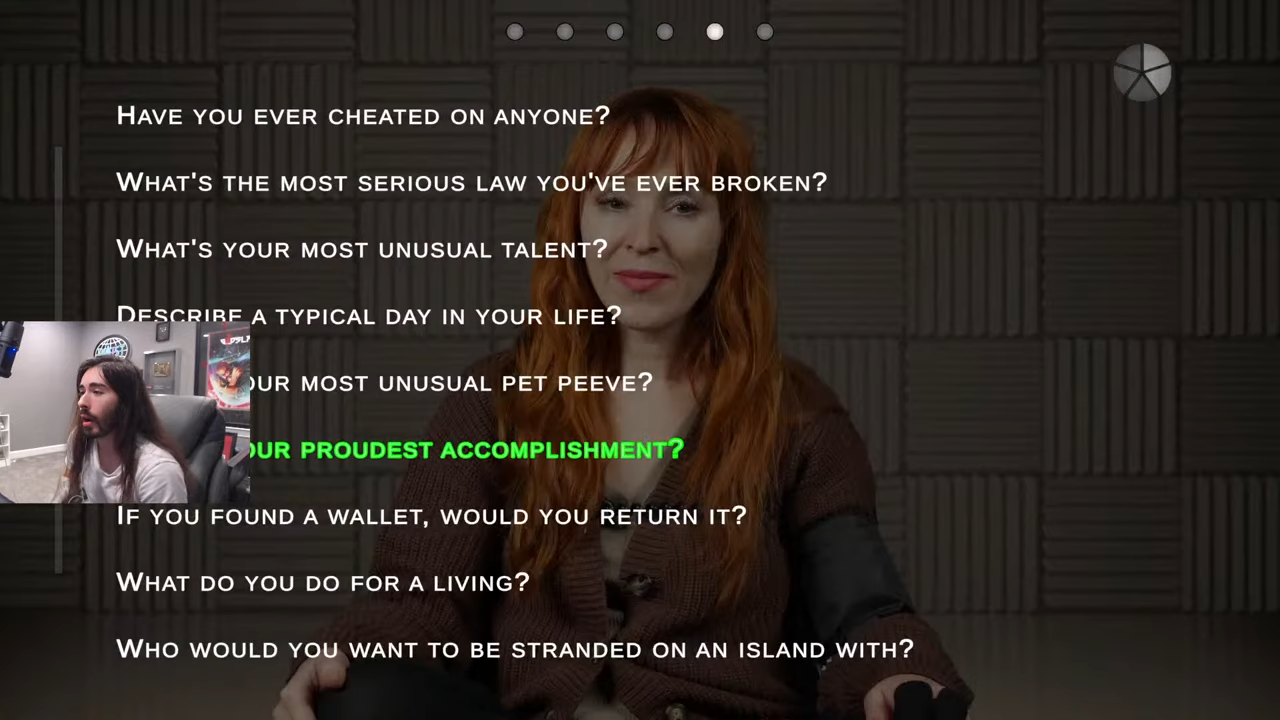 HAVE YOU EVER CHEATED ON ANYONE?
WHAT'S THE MOST SERIOUS LAW YOU'VE EVER BROKEN?
WHAT'S YOUR MOST UNUSUAL TALENT?
DESCRIBE A TYPICAL DAY IN YOUR LIFE?
OUR MOST UNUSUAL PET PEEVE?
OUR PROUDEST ACCOMPLISHMENT?
IF YOU FOUND A WALLET, WOULD YOU RETURN IT?
WHAT DO YOU DO FOR A LIVING?
WHO WOULD YOU WANT TO BE STRANDED ON AN ISLAND WITH?